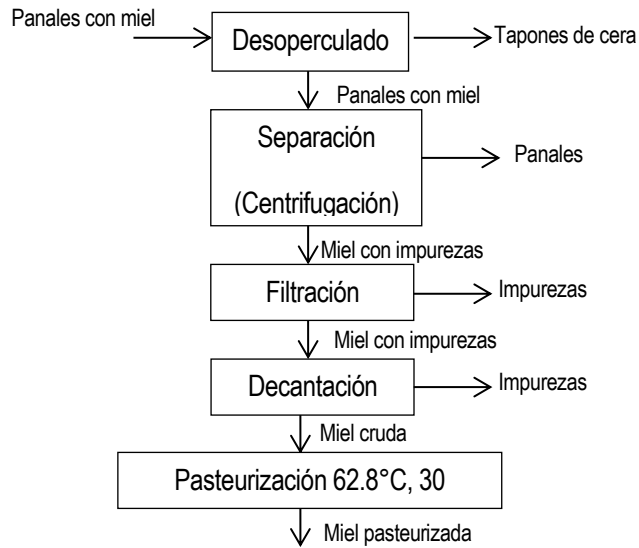 Panales con miel
Desoperculado
Tapones de cera
Panales con miel
Separación
Panales
(Centrifugación)
Miel con impurezas
Filtración
Impurezas
Miel con impurezas
Decantación
Impurezas
Miel cruda
Pasteurización 62.8°C, 30
Miel pasteurizada